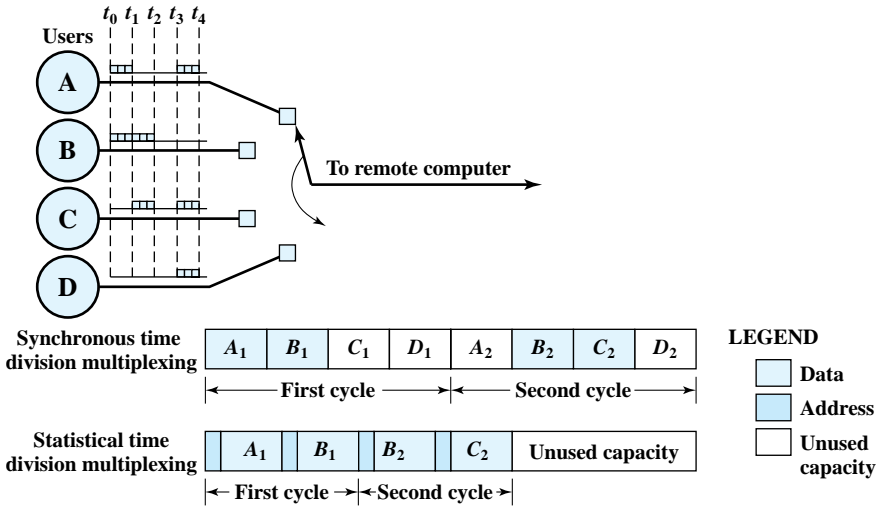 t0 t1 t2 t3 t4
Users
A
B
To remote computer
C
D
Synchronous time
division multiplexing
A1 B1 C1 D1 A2 B2 C2 D2
First cycle Second cycle
LEGEND
Data
Address
Unused
capacity
Statistical time
division multiplexing
A1 B1 B2 C2 Unused capacity
First cycle Second cycle